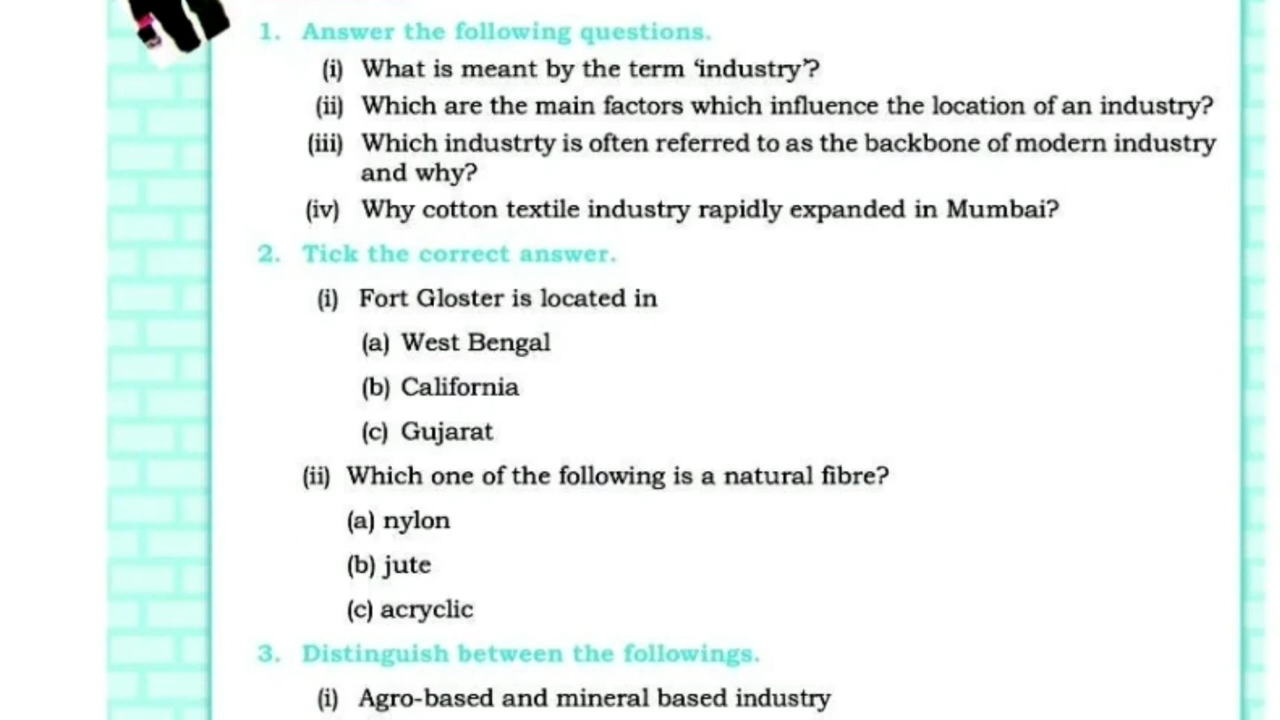 1. Answer the following questions.
(i) What is meant by the term ‘industry’?
(ii) Which are the main factors which influence the location of an industry?
(iii) Which industrty is often referred to as the backbone of modern industry
and why?
(iv) Why cotton textile industry rapidly expanded in Mumbai?
2. Tick the correct answer.
(i) Fort Gloster is located in
(a) West Bengal
(b) California
(c) Gujarat
(ii) Which one of the following is a natural fibre?
(a) nylon
(b) jute
(c) acryclic
3. Distinguish between the followings.
(i) Agro-based and mineral based industry